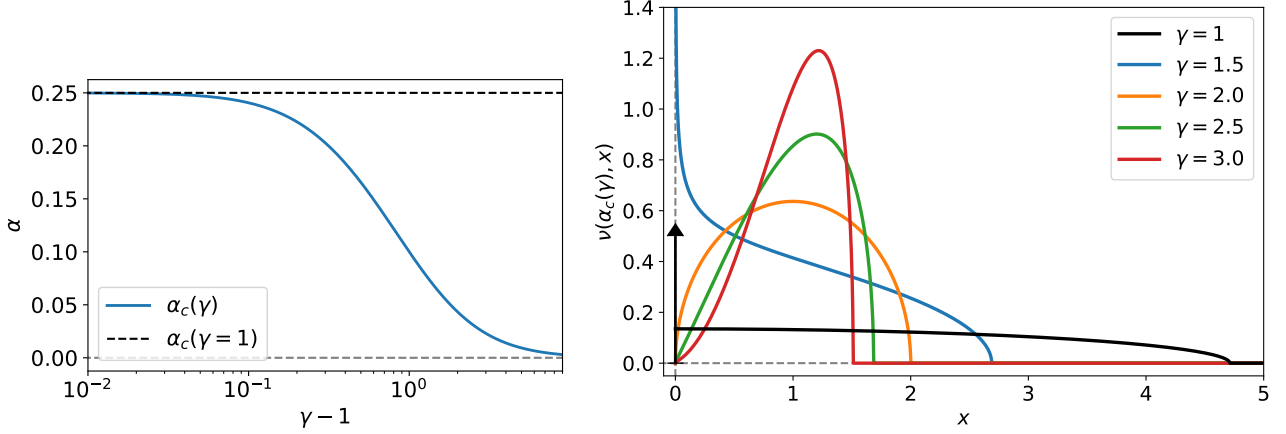 α
0.25
0.20
0.15
0.10
0.05
0.00
α_c(γ)
α_c(γ = 1)
10⁻²
10⁻¹
10⁰
γ − 1
ν(α_c(γ), x)
1.4
1.2
1.0
0.8
0.6
0.4
0.2
0.0
γ = 1
γ = 1.5
γ = 2.0
γ = 2.5
γ = 3.0
0 1 2 3 4 5
x